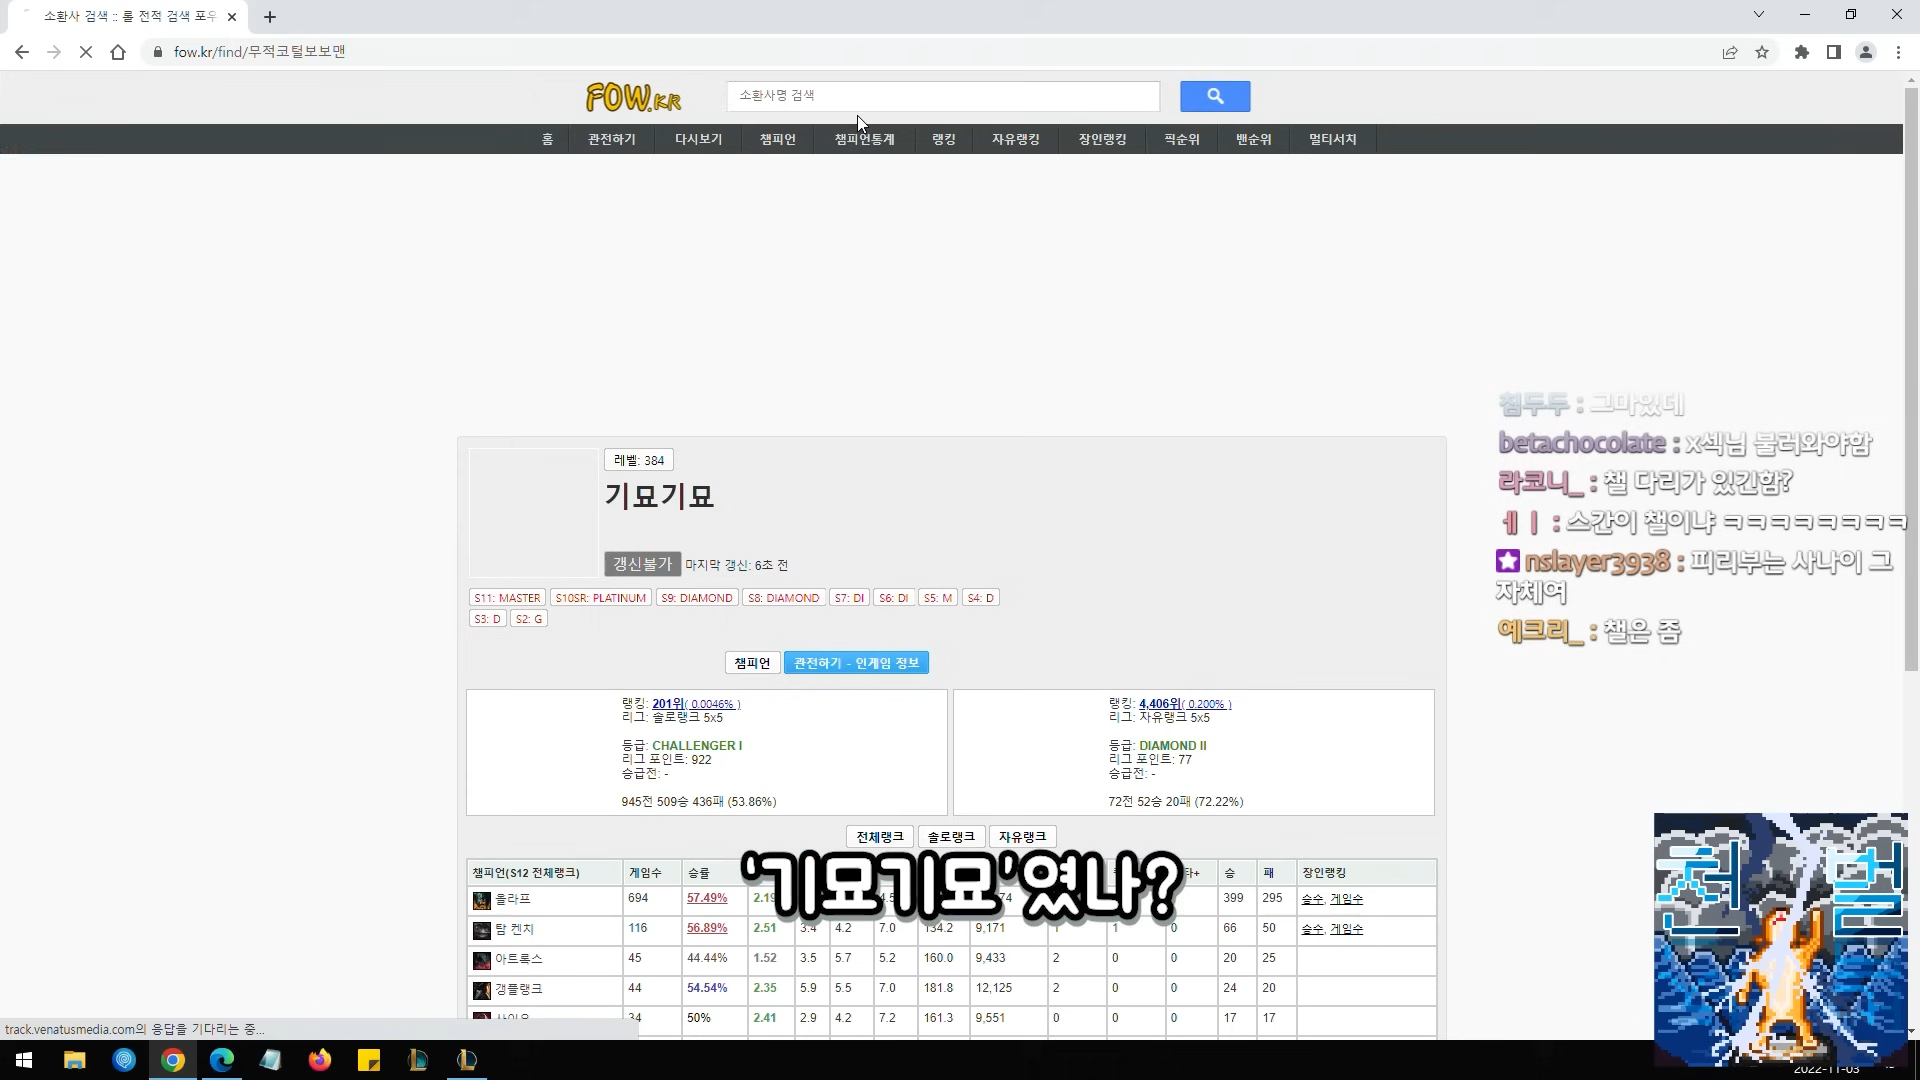 소환사 검색 :: 롤 전적 검색 포우
fow.kr/find/무적코털보보맨
FOW.KR
소환사명 검색
홈 관전하기 다시보기 챔피언 챔피언통계 랭킹 자유랭킹 장인랭킹 픽순위 밴순위 멀티서치
레벨: 384
기묘기묘
갱신불가 마지막 갱신: 6초 전
S11: MASTER S10SR: PLATINUM S9: DIAMOND S8: DIAMOND S7: DI S6: DI S5: M S4: D
S3: D S2: G
챔피언 관전하기 - 인게임 정보
랭킹: 201위( 0.0046% )
리그: 솔로랭크 5x5
등급: CHALLENGER I
리그 포인트: 922
승급전: -
945전 509승 436패 (53.86%)
랭킹: 4,406위( 0.200% )
리그: 자유랭크 5x5
등급: DIAMOND II
리그 포인트: 77
승급전: -
72전 52승 20패 (72.22%)
전체랭크 솔로랭크 자유랭크
챔피언(S12 전체랭크) 게임수 승률 승 패 장인랭킹
올라프 694 57.49% 399 295 승수, 게임수
탐 켄치 116 56.89% 2.51 3.4 4.2 7.0 134.2 9,171 1 1 0 66 50 승수, 게임수
아트록스 45 44.44% 1.52 3.5 5.7 5.2 160.0 9,433 2 0 0 20 25
갱플랭크 44 54.54% 2.35 5.9 5.5 7.0 181.8 12,125 2 0 0 24 20
34 50% 2.41 2.9 4.2 7.2 161.3 9,551 0 0 0 17 17
'기묘기묘'였나?
침두두 : 그마있데
betachocolate : x섹님 불러와야함
라코니_ : 챌 다리가 있긴함?
ㅔㅣ : 스간이 챌이냐 ㅋㅋㅋㅋㅋㅋㅋㅋ
nslayer3938 : 피리부는 사나이 그
자체여
예크리_ : 챌은 좀
천벌
track.venatusmedia.com의 응답을 기다리는 중...
2022-11-03